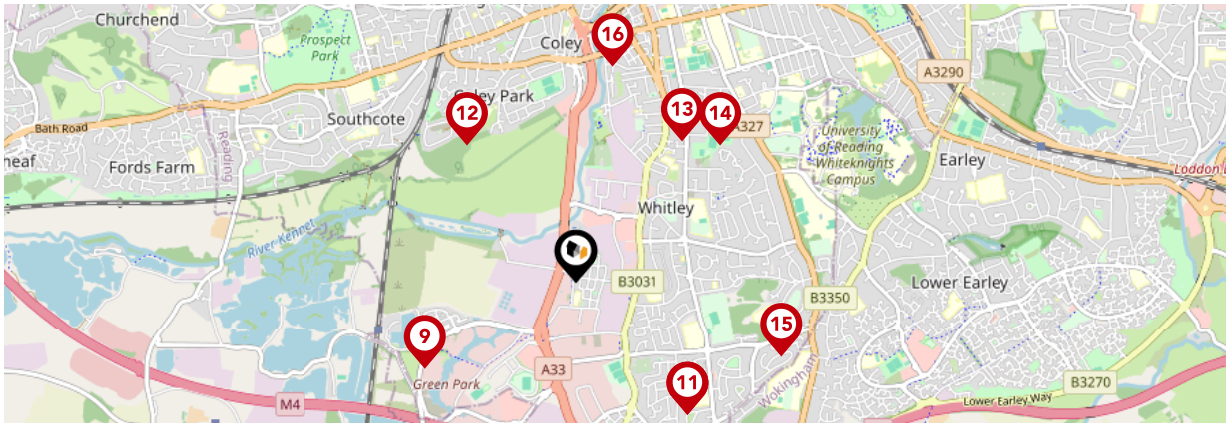 Churchend
Prospect
Park
Coley
16
A3290
Coley Park
12
13
14
A327
Southcote
Bath Road
Fords Farm
Reading
University
of Reading
Whiteknights
Campus
Earley
Whitley
River Kennet
B3031
Lower Earley
B3350
9
15
Green Park
A33
11
Wokingham
B3270
M4
Lower Earley Way